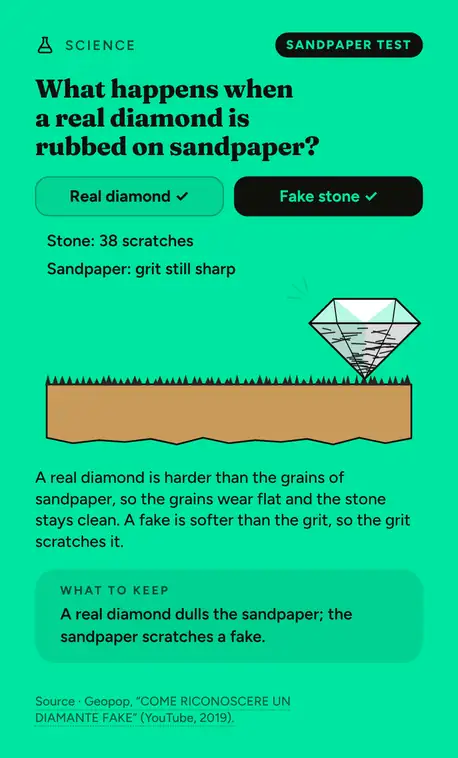 SCIENCE
SANDPAPER TEST
What happens when
a real diamond is
rubbed on sandpaper?
Real diamond ✓
Fake stone ✓
Stone: 38 scratches
Sandpaper: grit still sharp
A real diamond is harder than the grains of
sandpaper, so the grains wear flat and the stone
stays clean. A fake is softer than the grit, so the grit
scratches it.
WHAT TO KEEP
A real diamond dulls the sandpaper; the
sandpaper scratches a fake.
Source · Geopop, “COME RICONOSCERE UN
DIAMANTE FAKE” (YouTube, 2019).